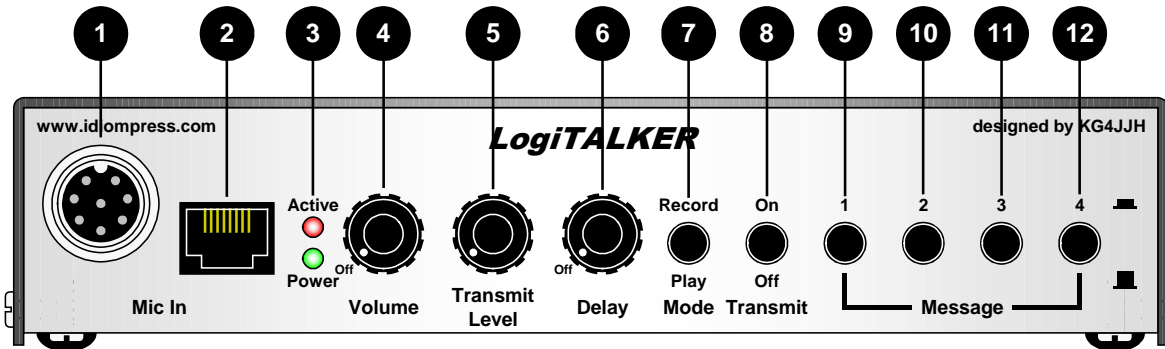 1 2 3 4 5 6 7 8 9 10 11 12
www.idiompress.com LogiTALKER designed by KG4JJH
Active Record On 1 2 3 4
Off Off
Power Play Off
Mic In Volume Transmit Level Delay Mode Transmit Message